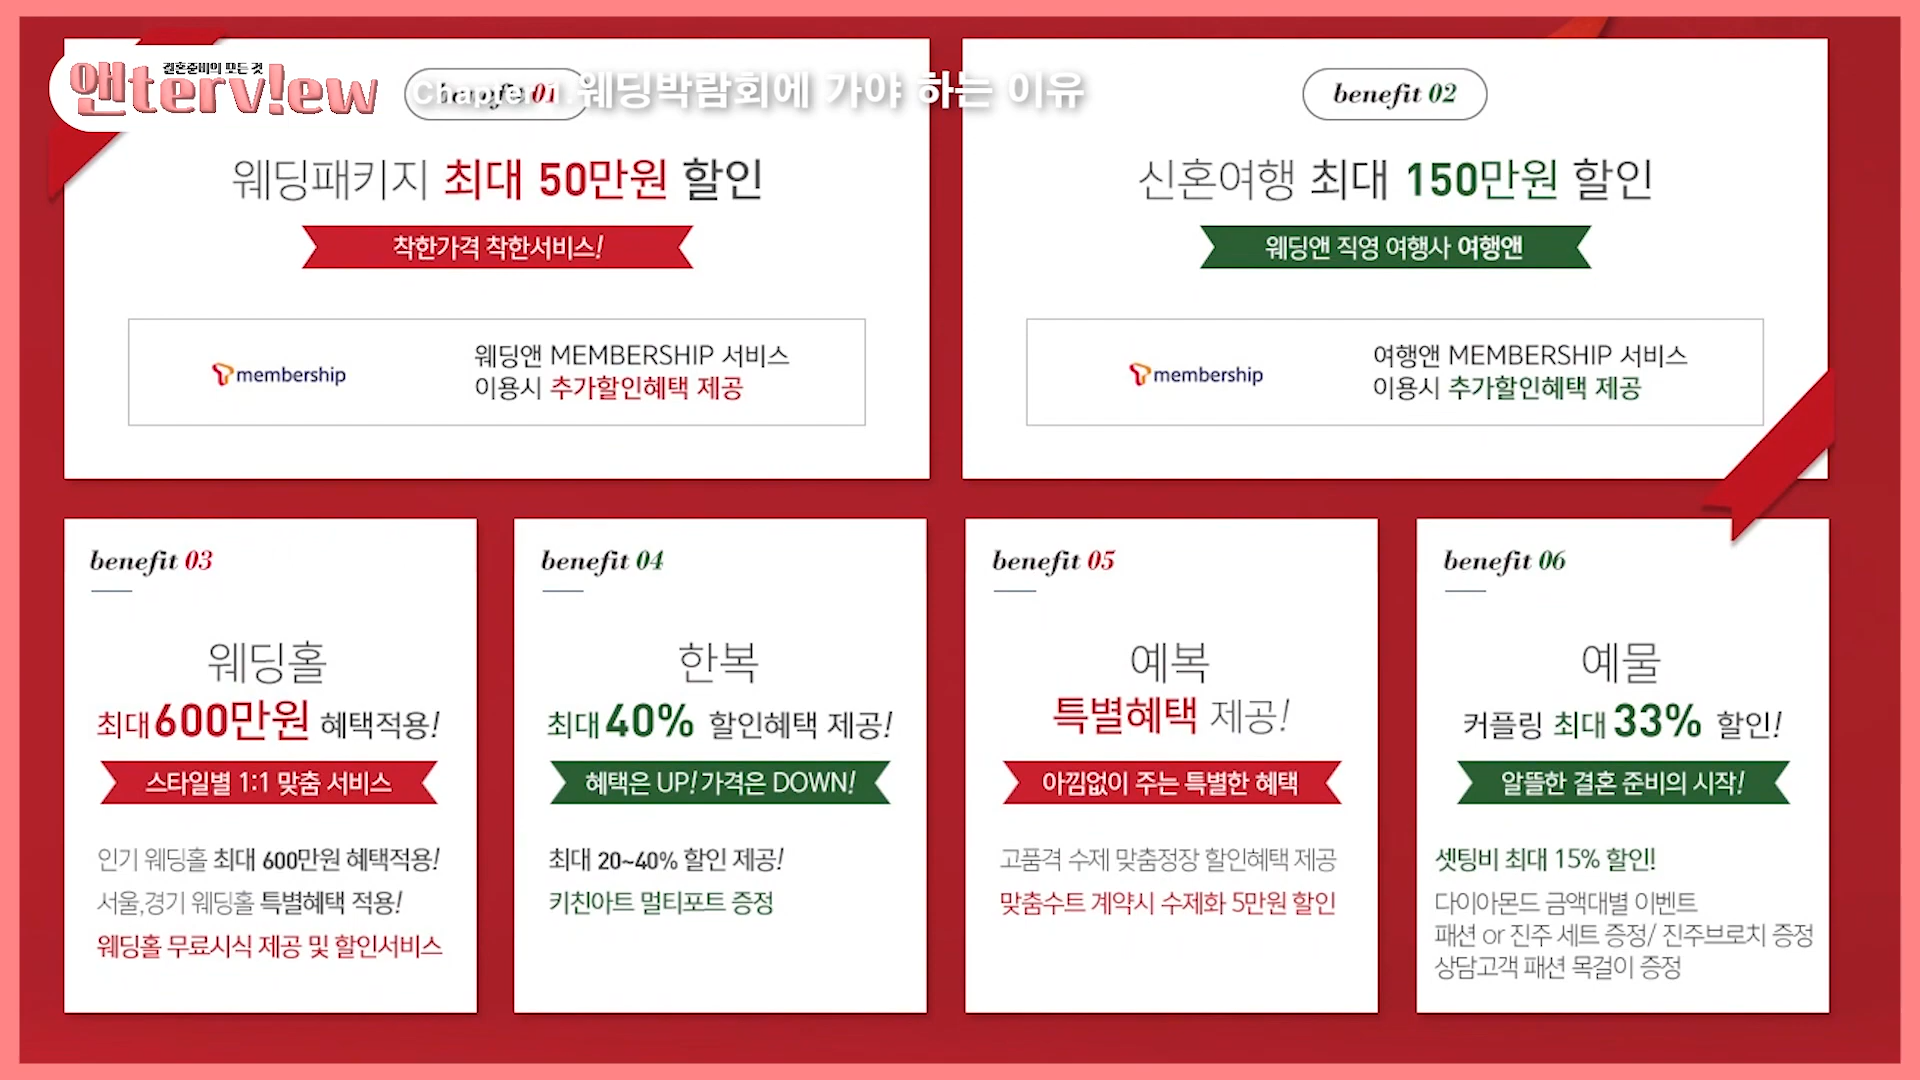 결혼준비의 모든 것
앤terv!ew
Chapter 1.웨딩박람회에 가야 하는 이유
benefit 01
웨딩패키지 최대 50만원 할인
착한가격 착한서비스!
T membership
웨딩앤 MEMBERSHIP 서비스
이용시 추가할인혜택 제공
benefit 02
신혼여행 최대 150만원 할인
웨딩앤 직영 여행사 여행앤
T membership
여행앤 MEMBERSHIP 서비스
이용시 추가할인혜택 제공
benefit 03
웨딩홀
최대 600만원 혜택적용!
스타일별 1:1 맞춤 서비스
인기 웨딩홀 최대 600만원 혜택적용!
서울,경기 웨딩홀 특별혜택 적용!
웨딩홀 무료시식 제공 및 할인서비스
benefit 04
한복
최대 40% 할인혜택 제공!
혜택은 UP! 가격은 DOWN!
최대 20~40% 할인 제공!
키친아트 멀티포트 증정
benefit 05
예복
특별혜택 제공!
아낌없이 주는 특별한 혜택
고품격 수제 맞춤정장 할인혜택 제공
맞춤수트 계약시 수제화 5만원 할인
benefit 06
예물
커플링 최대 33% 할인!
알뜰한 결혼 준비의 시작!
셋팅비 최대 15% 할인!
다이아몬드 금액대별 이벤트
패션 or 진주 세트 증정/ 진주브로치 증정
상담고객 패션 목걸이 증정